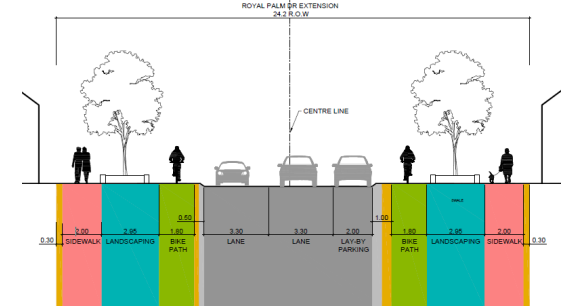 ROYAL PALM DR EXTENSION
24.2 R.O.W
CENTRE LINE
0.50
1.00
0.30
2.00
2.95
1.80
3.30
3.30
2.00
1.80
2.95
2.00
0.30
SIDEWALK
LANDSCAPING
BIKE
PATH
LANE
LANE
LAY-BY
PARKING
BIKE
PATH
LANDSCAPING
SIDEWALK